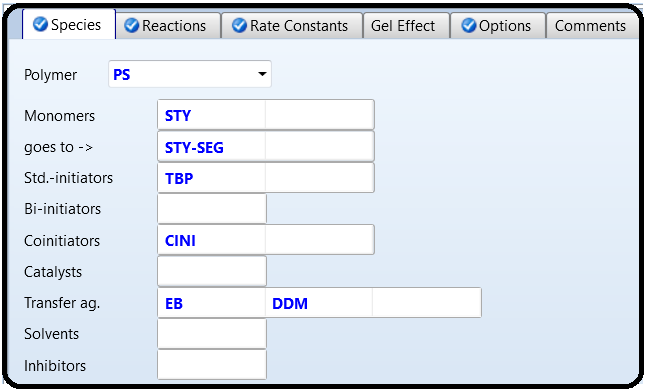 Species Reactions Rate Constants Gel Effect Options Comments
Polymer PS
Monomers STY
goes to -> STY-SEG
Std.-initiators TBP
Bi-initiators
Coinitiators CINI
Catalysts
Transfer ag. EB DDM
Solvents
Inhibitors